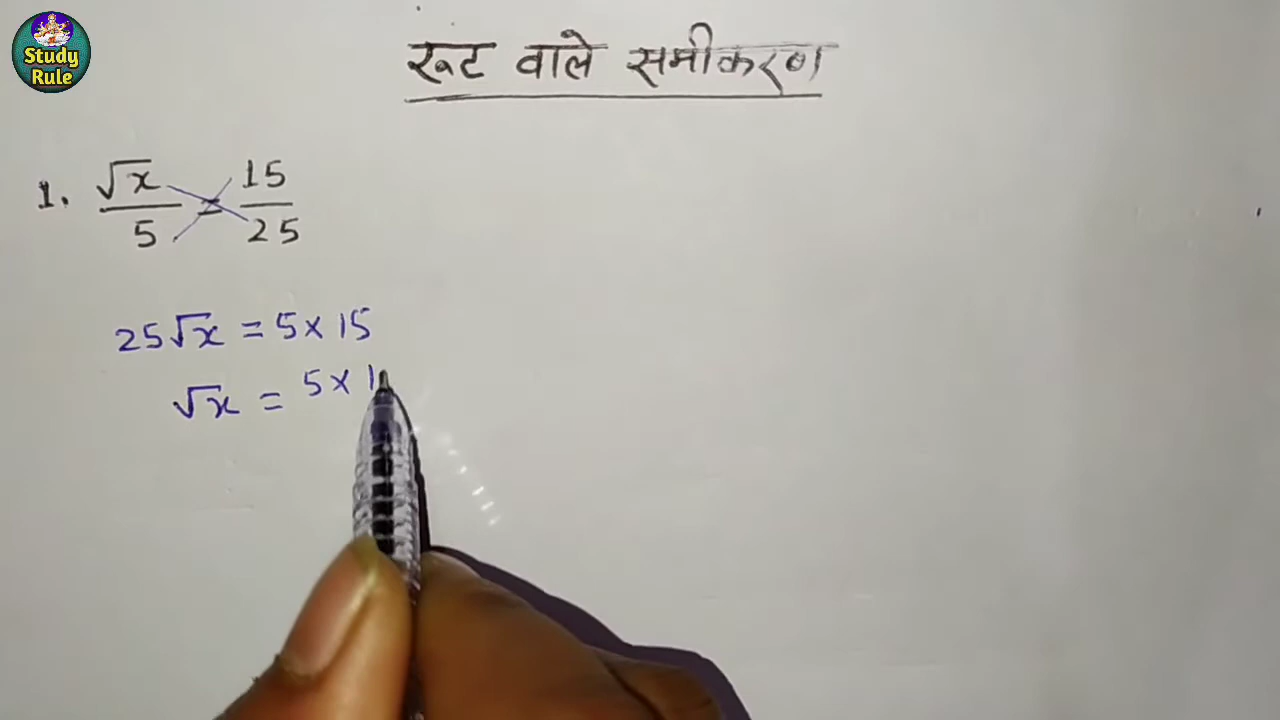 Study
Rule
रूट वाले समीकरण
1. √x/5 = 15/25
25√x = 5 × 15
√x = 5 × 1